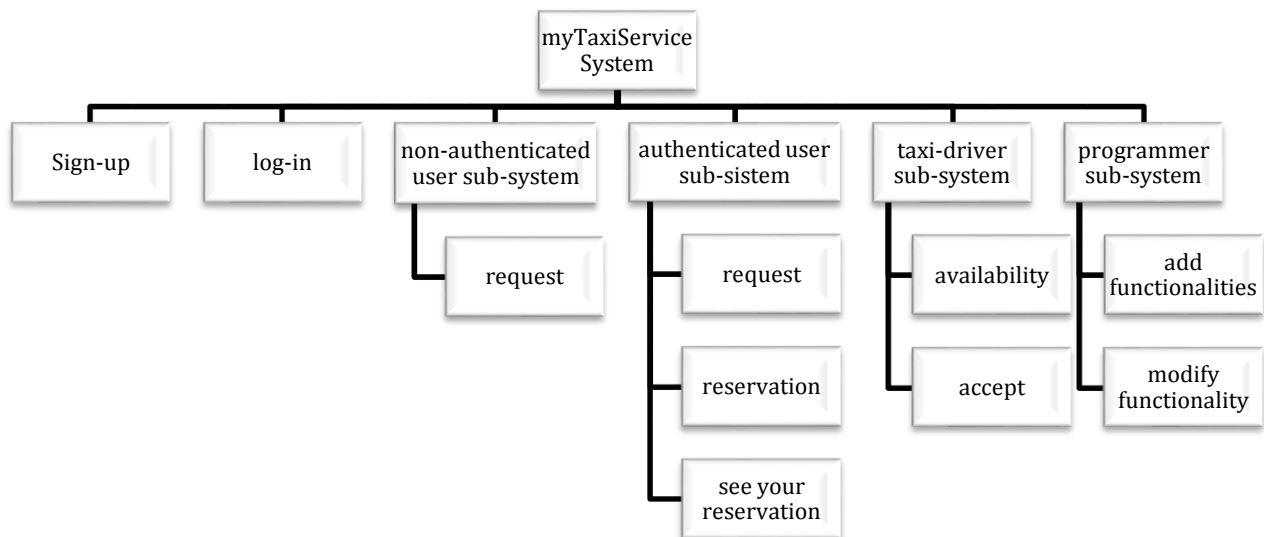 myTaxiService
System
Sign-up
log-in
non-authenticated
user sub-system
request
authenticated user
sub-sistem
request
reservation
see your
reservation
taxi-driver
sub-system
availability
accept
programmer
sub-system
add
functionalities
modify
functionality